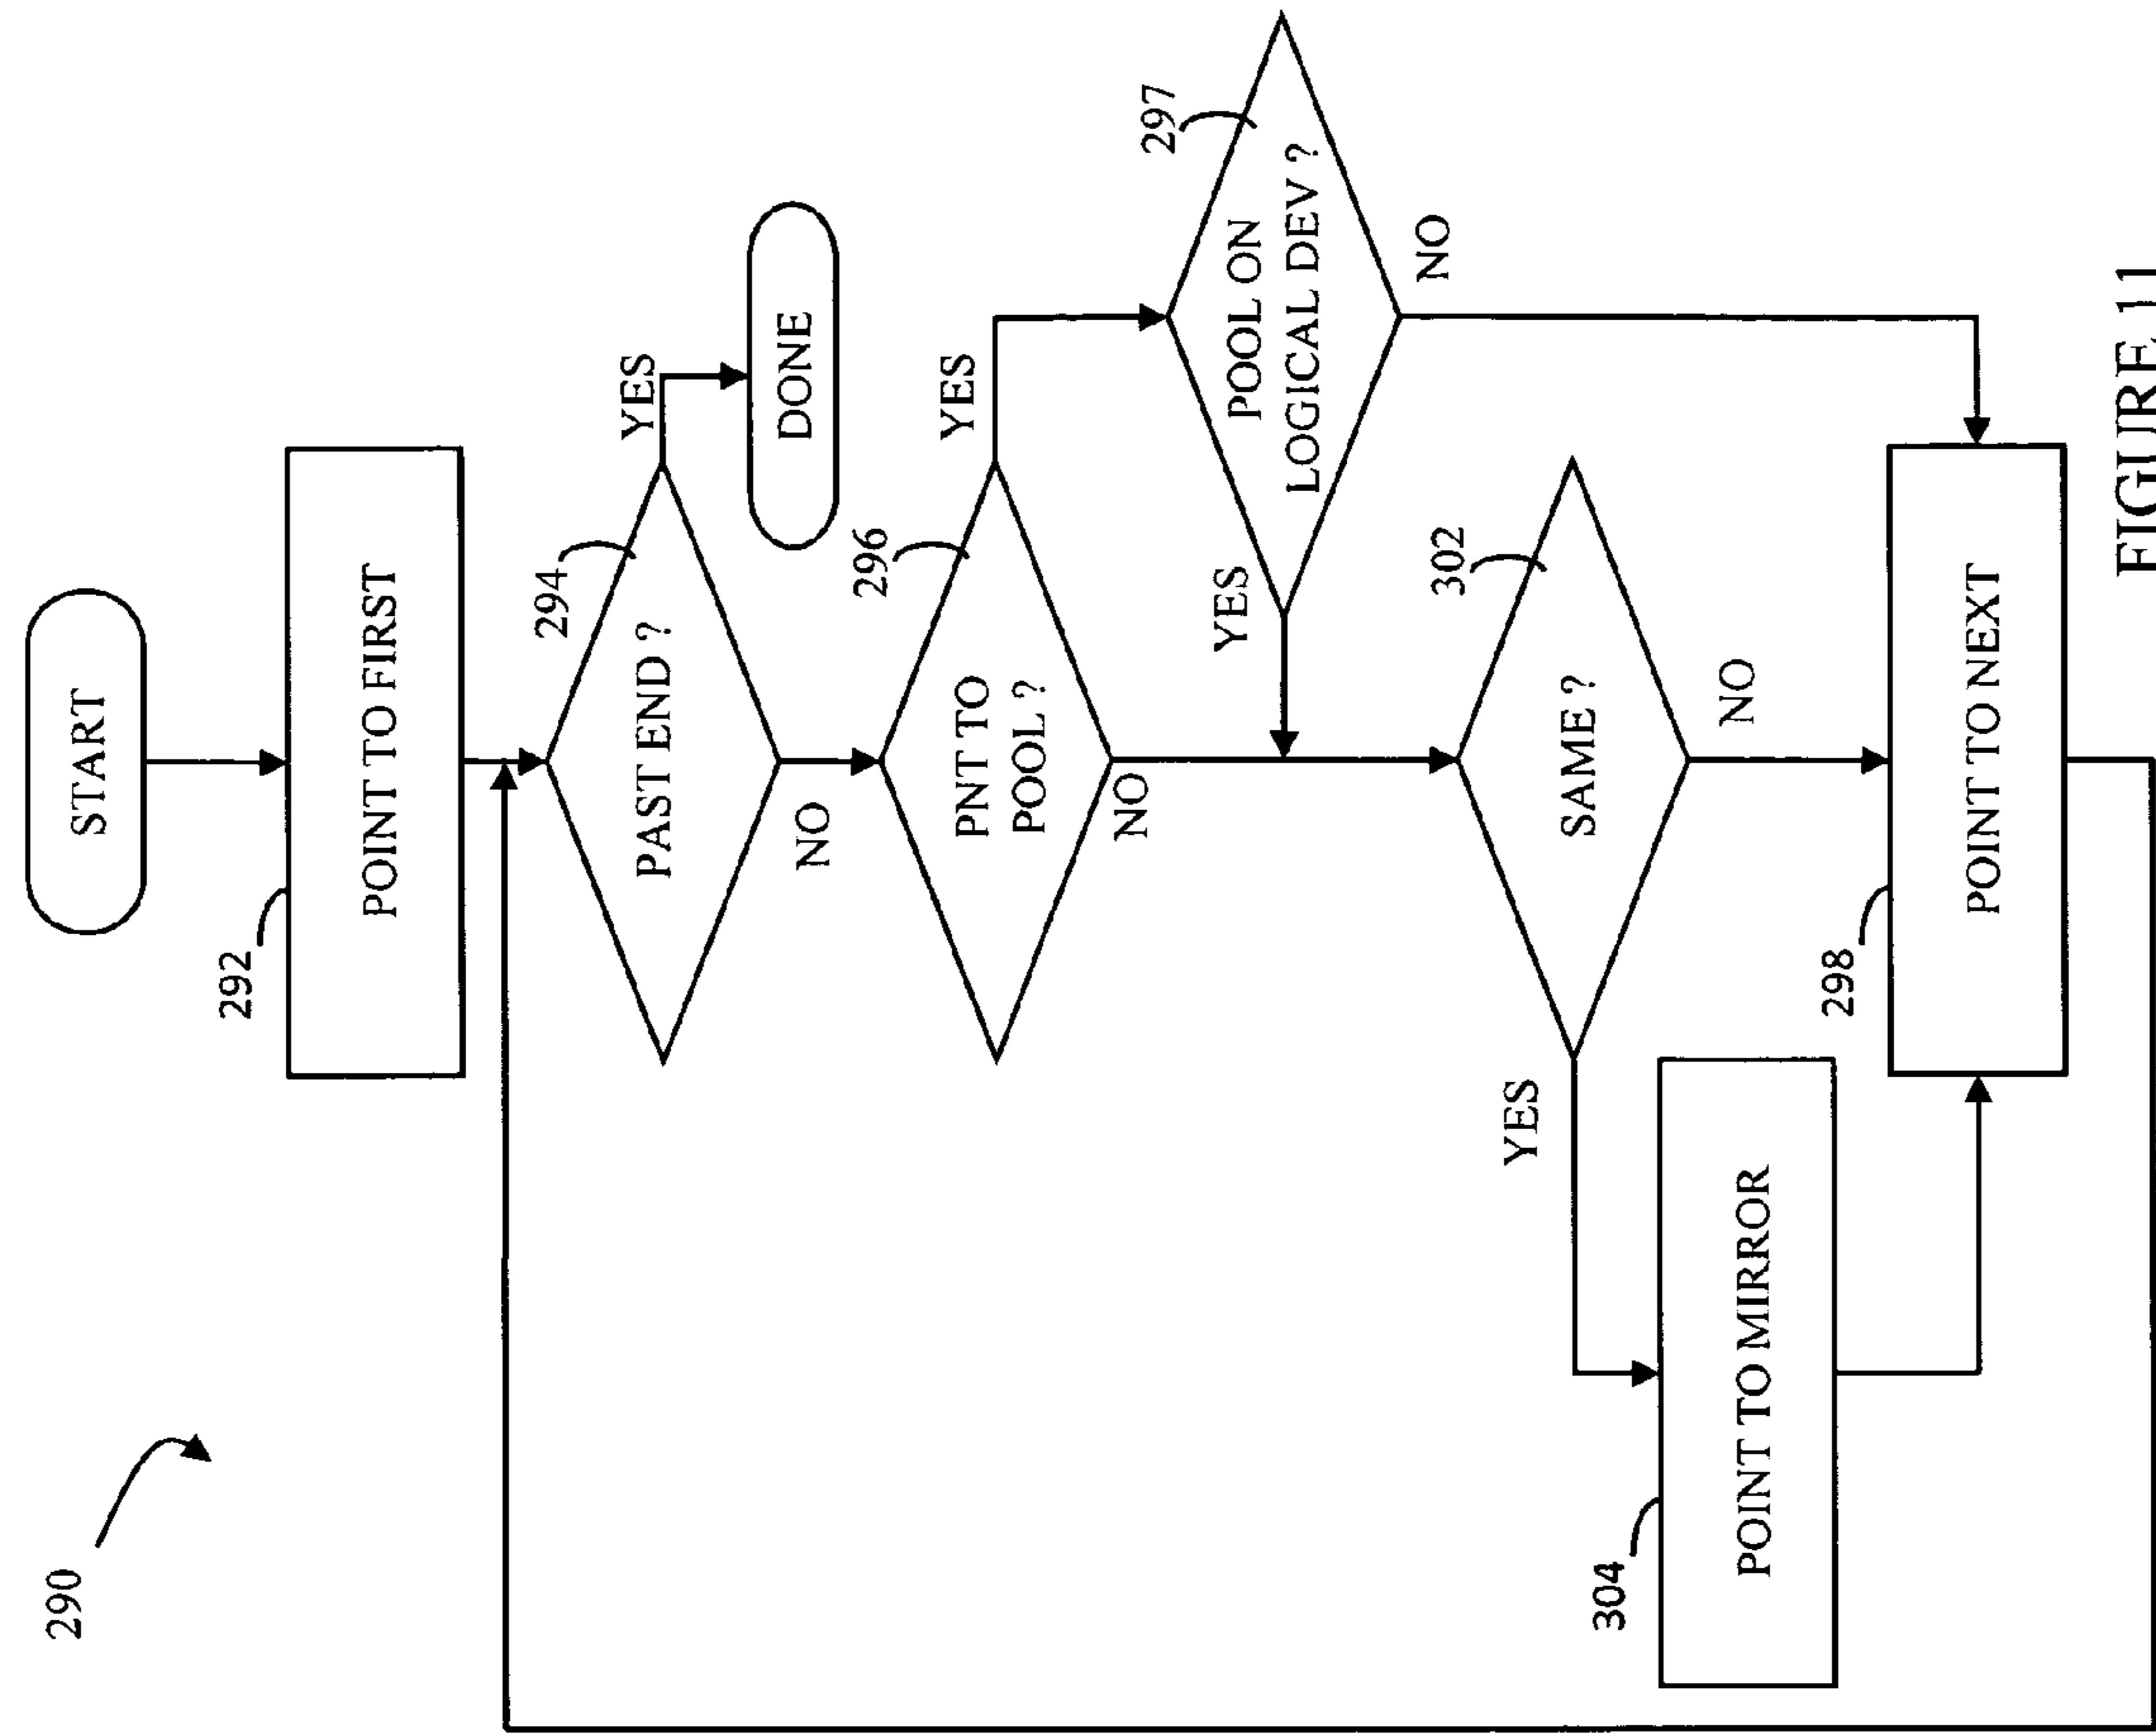 290
START
292
POINT TO FIRST
294
PAST END ?
YES
DONE
NO
296
PNT TO
POOL ?
YES
NO
297
POOL ON
LOGICAL DEV ?
YES
NO
302
SAME ?
YES
NO
304
POINT TO MIRROR
298
POINT TO NEXT
FIGURE 11